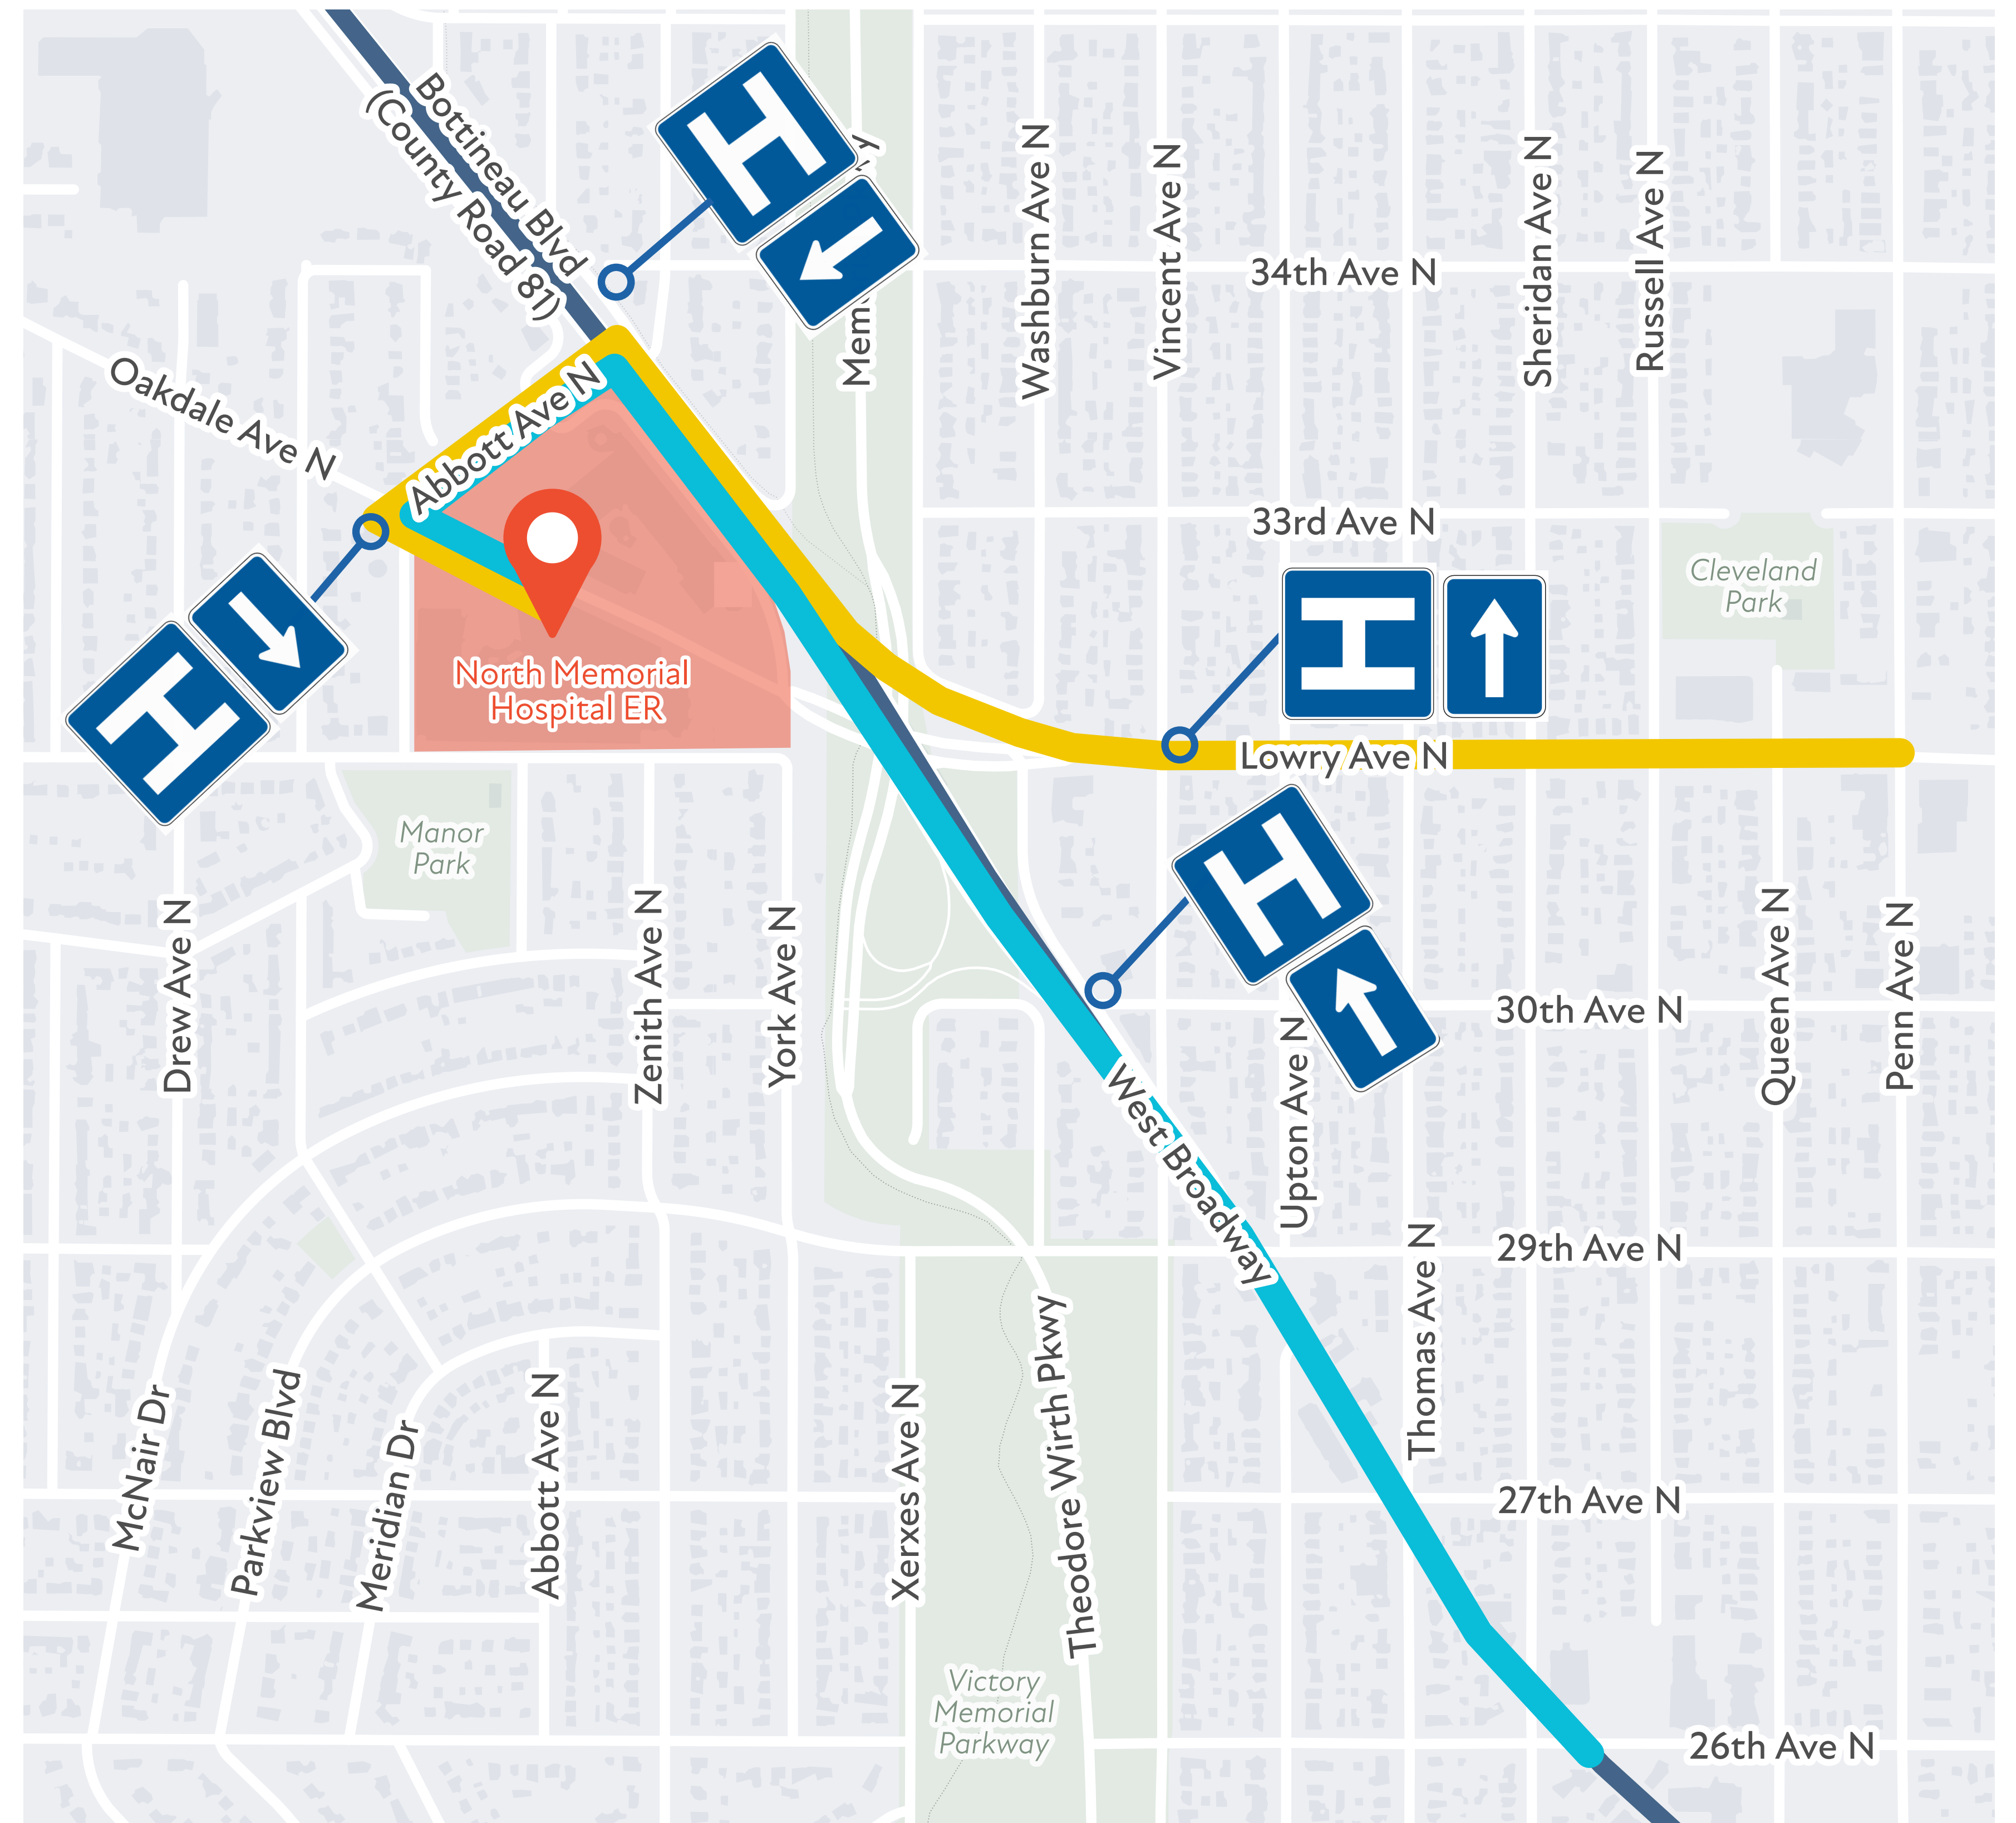 Bottineau Blvd
(County Road 81)
H
Washburn Ave N
Vincent Ave N
Sheridan Ave N
Russell Ave N
34th Ave N
Oakdale Ave N
Abbott Ave N
33rd Ave N
Cleveland
Park
H
H
North Memorial
Hospital ER
Lowry Ave N
Manor
Park
H
Drew Ave N
Zenith Ave N
York Ave N
30th Ave N
Queen Ave N
Penn Ave N
Upton Ave N
West Broadway
29th Ave N
Thomas Ave N
McNair Dr
Parkview Blvd
Meridian Dr
Abbott Ave N
Xerxes Ave N
Theodore Wirth Pkwy
27th Ave N
Victory
Memorial
Parkway
26th Ave N